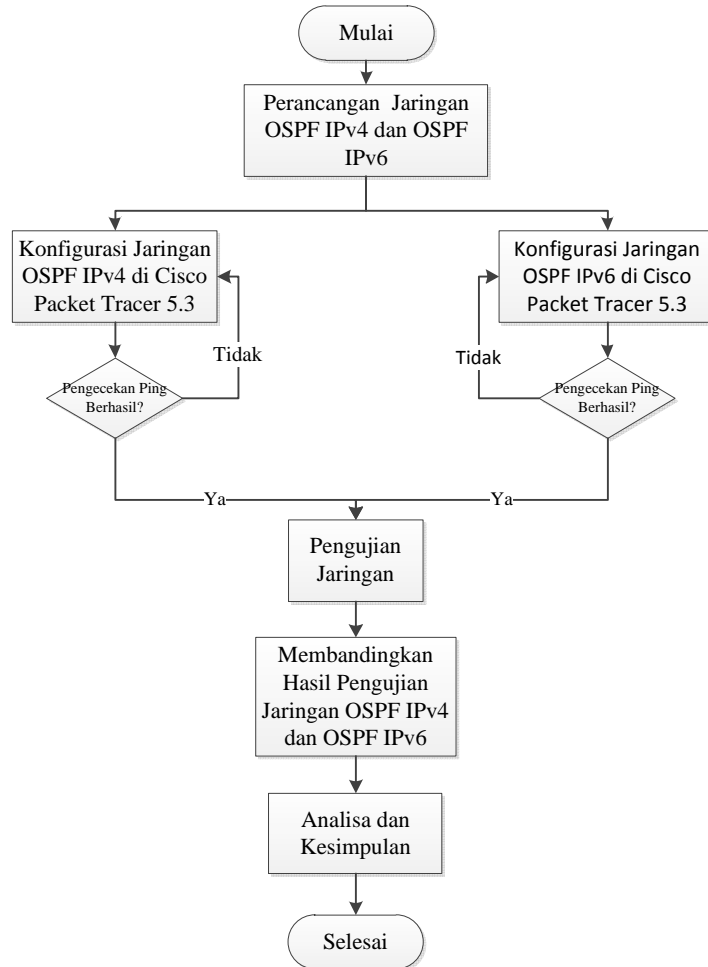 Mulai
Perancangan Jaringan
OSPF IPv4 dan OSPF
IPv6
Konfigurasi Jaringan
OSPF IPv4 di Cisco
Packet Tracer 5.3
Konfigurasi Jaringan
OSPF IPv6 di Cisco
Packet Tracer 5.3
Tidak
Tidak
Pengecekan Ping
Berhasil?
Pengecekan Ping
Berhasil?
Ya
Ya
Pengujian
Jaringan
Membandingkan
Hasil Pengujian
Jaringan OSPF IPv4
dan OSPF IPv6
Analisa dan
Kesimpulan
Selesai